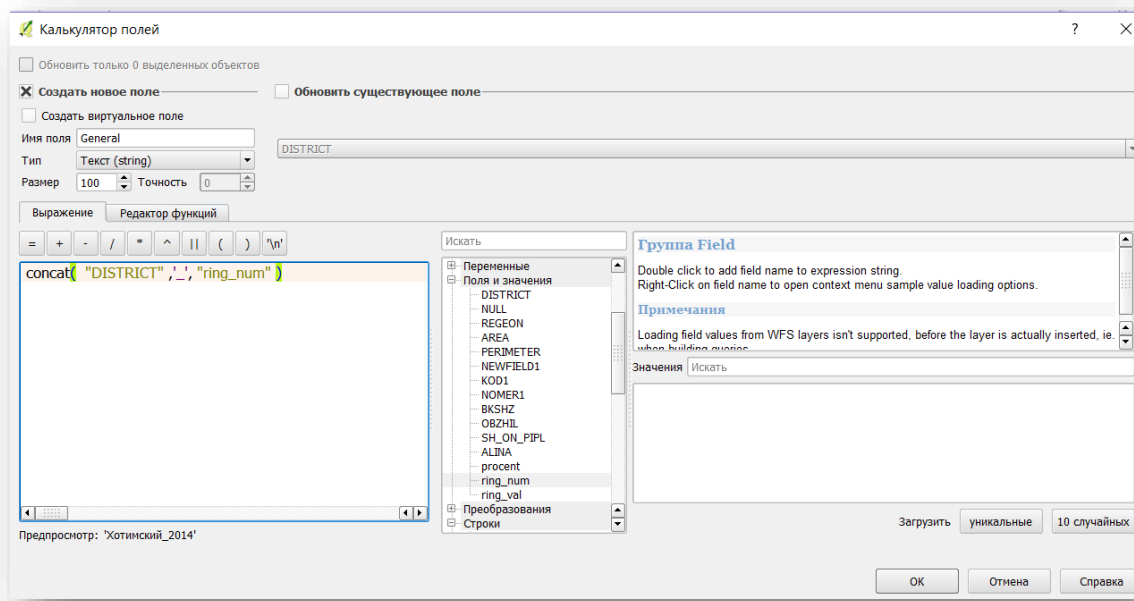 Калькулятор полей
?
Обновить только 0 выделенных объектов
Создать новое поле
Обновить существующее поле
Создать виртуальное поле
Имя поля General
DISTRICT
Тип Текст (string)
Размер 100 Точность 0
Выражение Редактор функций
= + - / * ^ || ( ) '\n'
concat( "DISTRICT" ,'_', "ring_num" )
Предпросмотр: 'Хотимский_2014'
Искать
Переменные
Поля и значения
DISTRICT
NULL
REGEON
AREA
PERIMETER
NEWFIELD1
KOD1
NOMER1
BKSHZ
OBZHIL
SH_ON_PIPL
ALINA
procent
ring_num
ring_val
Преобразования
Строки
Группа Field
Double click to add field name to expression string.
Right-Click on field name to open context menu sample value loading options.
Примечания
Loading field values from WFS layers isn't supported, before the layer is actually inserted, ie.
when building queries.
Значения Искать
Загрузить уникальные 10 случайных
OK Отмена Справка